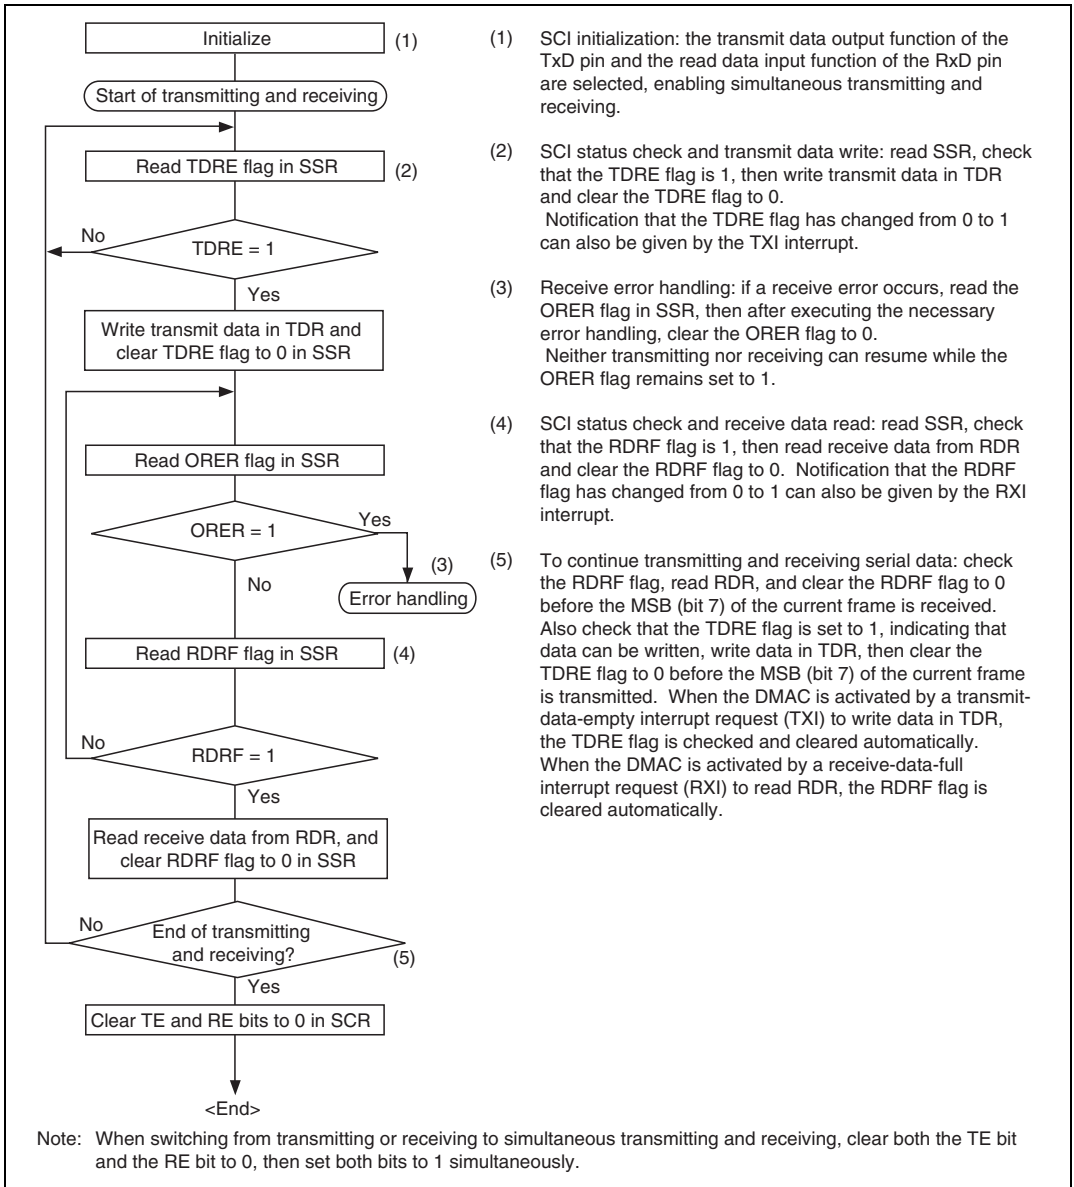 Initialize
(1)
Start of transmitting and receiving
Read TDRE flag in SSR
(2)
No
TDRE = 1
Yes
Write transmit data in TDR and
clear TDRE flag to 0 in SSR
Read ORER flag in SSR
ORER = 1
Yes
(3)
No
Error handling
Read RDRF flag in SSR
(4)
No
RDRF = 1
Yes
Read receive data from RDR, and
clear RDRF flag to 0 in SSR
No
End of transmitting
and receiving?
(5)
Yes
Clear TE and RE bits to 0 in SCR
<End>
(1) SCI initialization: the transmit data output function of the
TxD pin and the read data input function of the RxD pin
are selected, enabling simultaneous transmitting and
receiving.
(2) SCI status check and transmit data write: read SSR, check
that the TDRE flag is 1, then write transmit data in TDR
and clear the TDRE flag to 0.
Notification that the TDRE flag has changed from 0 to 1
can also be given by the TXI interrupt.
(3) Receive error handling: if a receive error occurs, read the
ORER flag in SSR, then after executing the necessary
error handling, clear the ORER flag to 0.
Neither transmitting nor receiving can resume while the
ORER flag remains set to 1.
(4) SCI status check and receive data read: read SSR, check
that the RDRF flag is 1, then read receive data from RDR
and clear the RDRF flag to 0. Notification that the RDRF
flag has changed from 0 to 1 can also be given by the RXI
interrupt.
(5) To continue transmitting and receiving serial data: check
the RDRF flag, read RDR, and clear the RDRF flag to 0
before the MSB (bit 7) of the current frame is received.
Also check that the TDRE flag is set to 1, indicating that
data can be written, write data in TDR, then clear the
TDRE flag to 0 before the MSB (bit 7) of the current frame
is transmitted. When the DMAC is activated by a transmit-
data-empty interrupt request (TXI) to write data in TDR,
the TDRE flag is checked and cleared automatically.
When the DMAC is activated by a receive-data-full
interrupt request (RXI) to read RDR, the RDRF flag is
cleared automatically.
Note: When switching from transmitting or receiving to simultaneous transmitting and receiving, clear both the TE bit
and the RE bit to 0, then set both bits to 1 simultaneously.